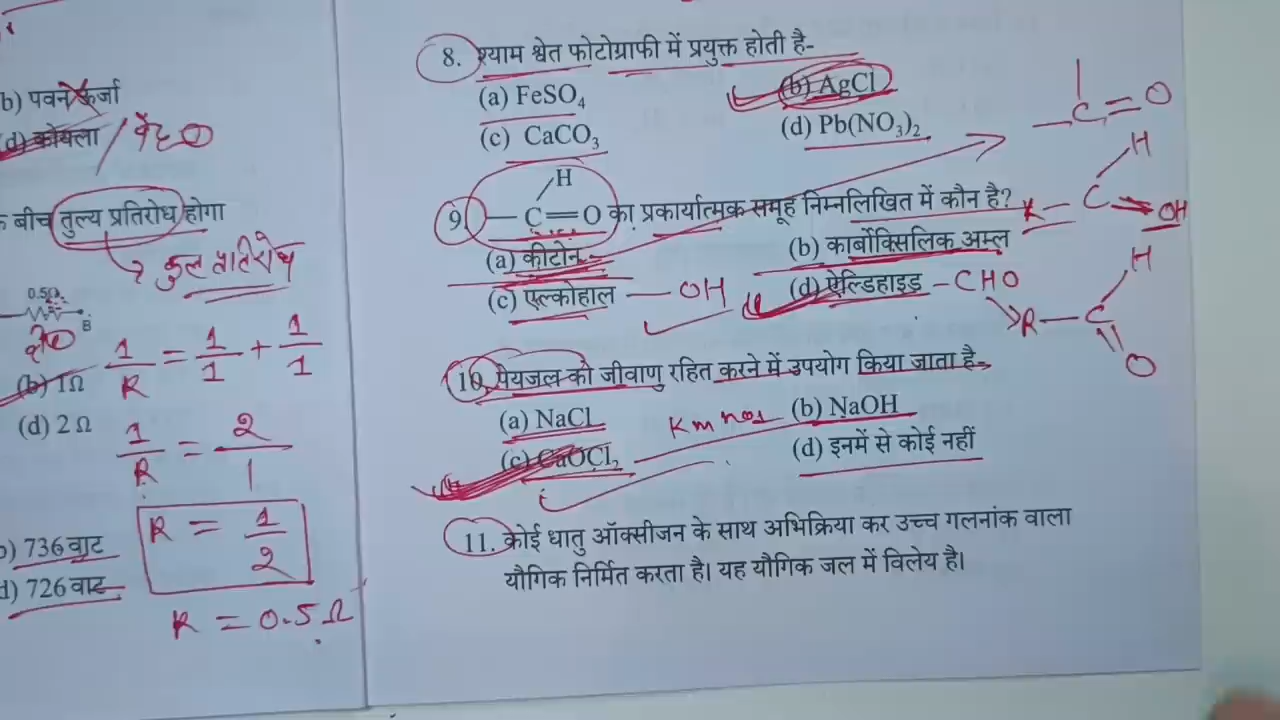 b) पवन ऊर्जा
(d) कोयला
के बीच तुल्य प्रतिरोध होगा
कुल प्रतिरोध
0.5Ω
B
(b) 1Ω
1/R = 1/1 + 1/1
(d) 2 Ω
1/R = 2/1
R = 1/2
b) 736 वाट
d) 726 वाट
R = 0.5 Ω
8. श्याम श्वेत फोटोग्राफी में प्रयुक्त होती है-
(a) FeSO₄
(b) AgCl
(c) CaCO₃
(d) Pb(NO₃)₂
C = O
H
9. —C=O का प्रकार्यात्मक समूह निम्नलिखित में कौन है?
H
R C OH
(a) कीटोन
(b) कार्बोक्सिलिक अम्ल
(c) एल्कोहाल — OH
(d) ऐल्डिहाइड - CHO
H
R — C
O
10. पेयजल को जीवाणु रहित करने में उपयोग किया जाता है-
(a) NaCl
(b) NaOH
(c) CaOCl₂
(d) इनमें से कोई नहीं
11. कोई धातु ऑक्सीजन के साथ अभिक्रिया कर उच्च गलनांक वाला
यौगिक निर्मित करता है। यह यौगिक जल में विलेय है।